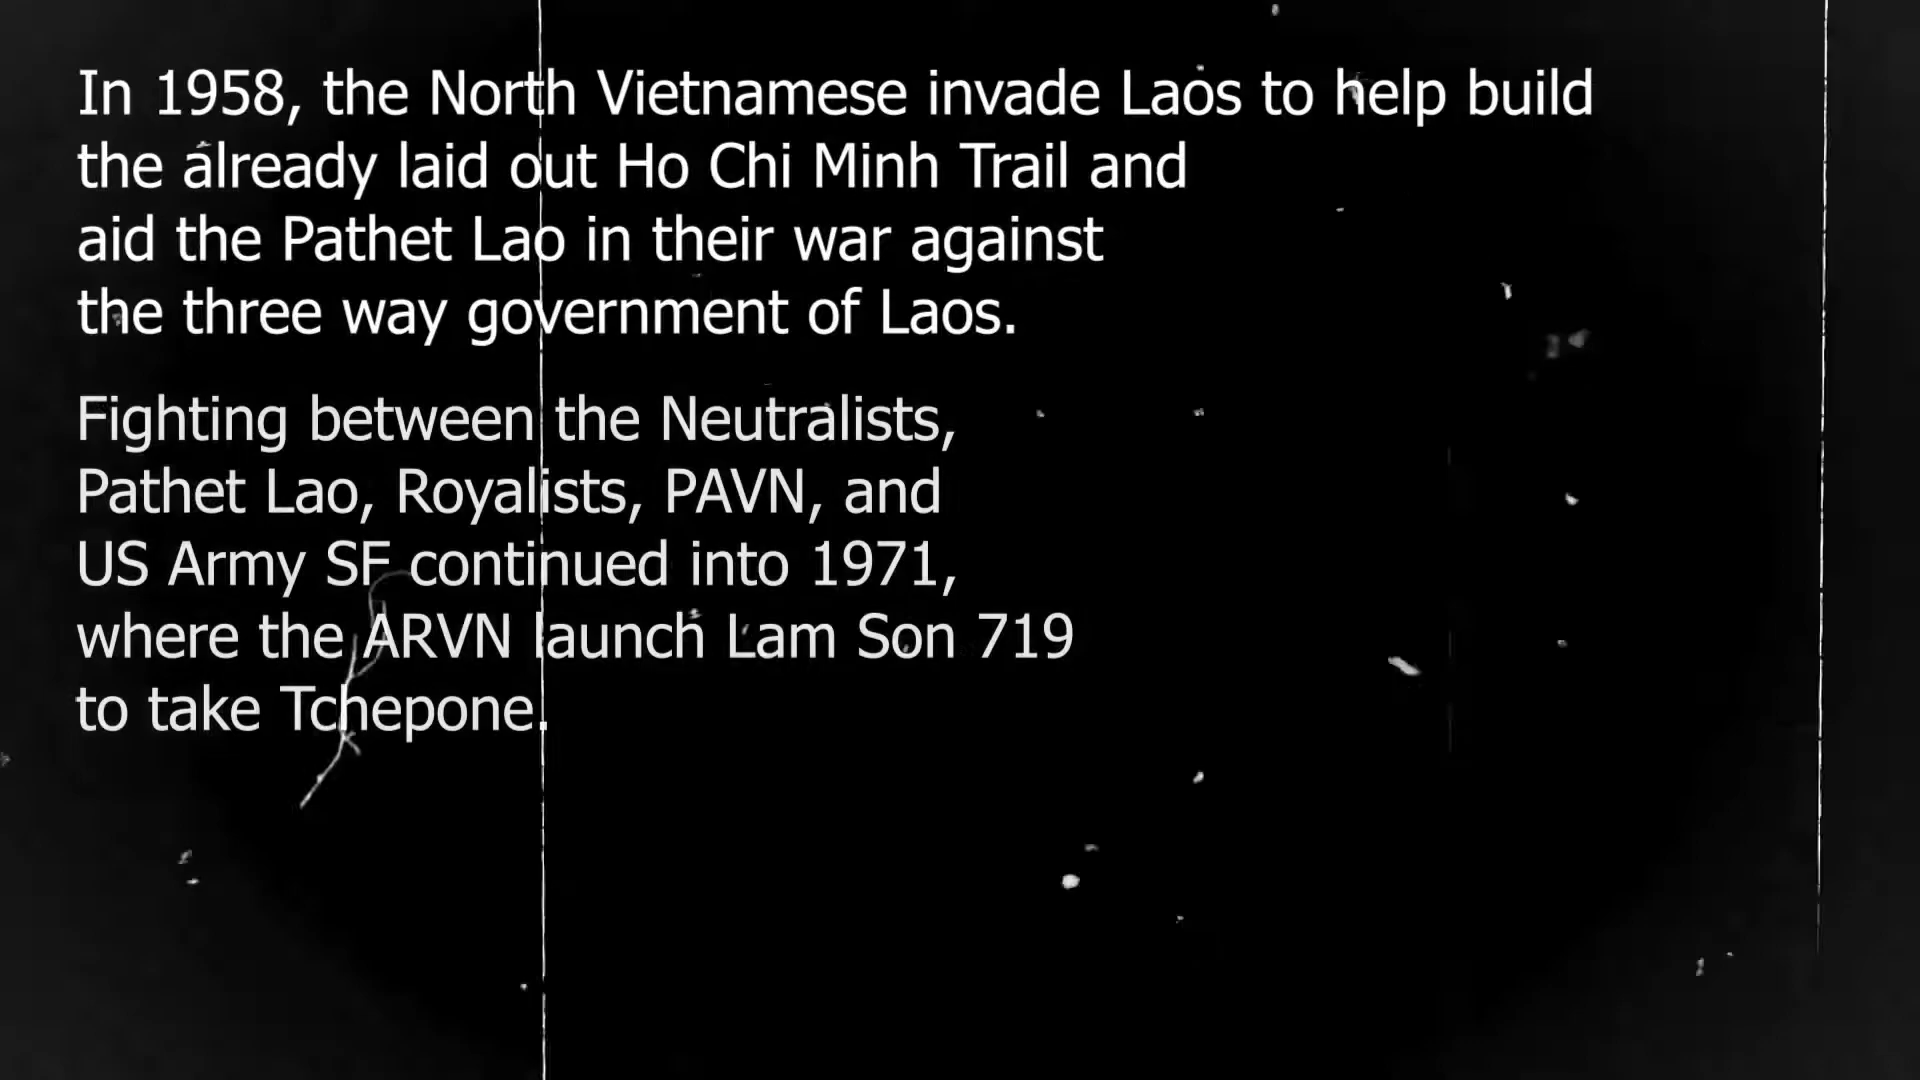 In 1958, the North Vietnamese invade Laos to help build
the already laid out Ho Chi Minh Trail and
aid the Pathet Lao in their war against
the three way government of Laos.
Fighting between the Neutralists,
Pathet Lao, Royalists, PAVN, and
US Army SF continued into 1971,
where the ARVN launch Lam Son 719
to take Tchepone.